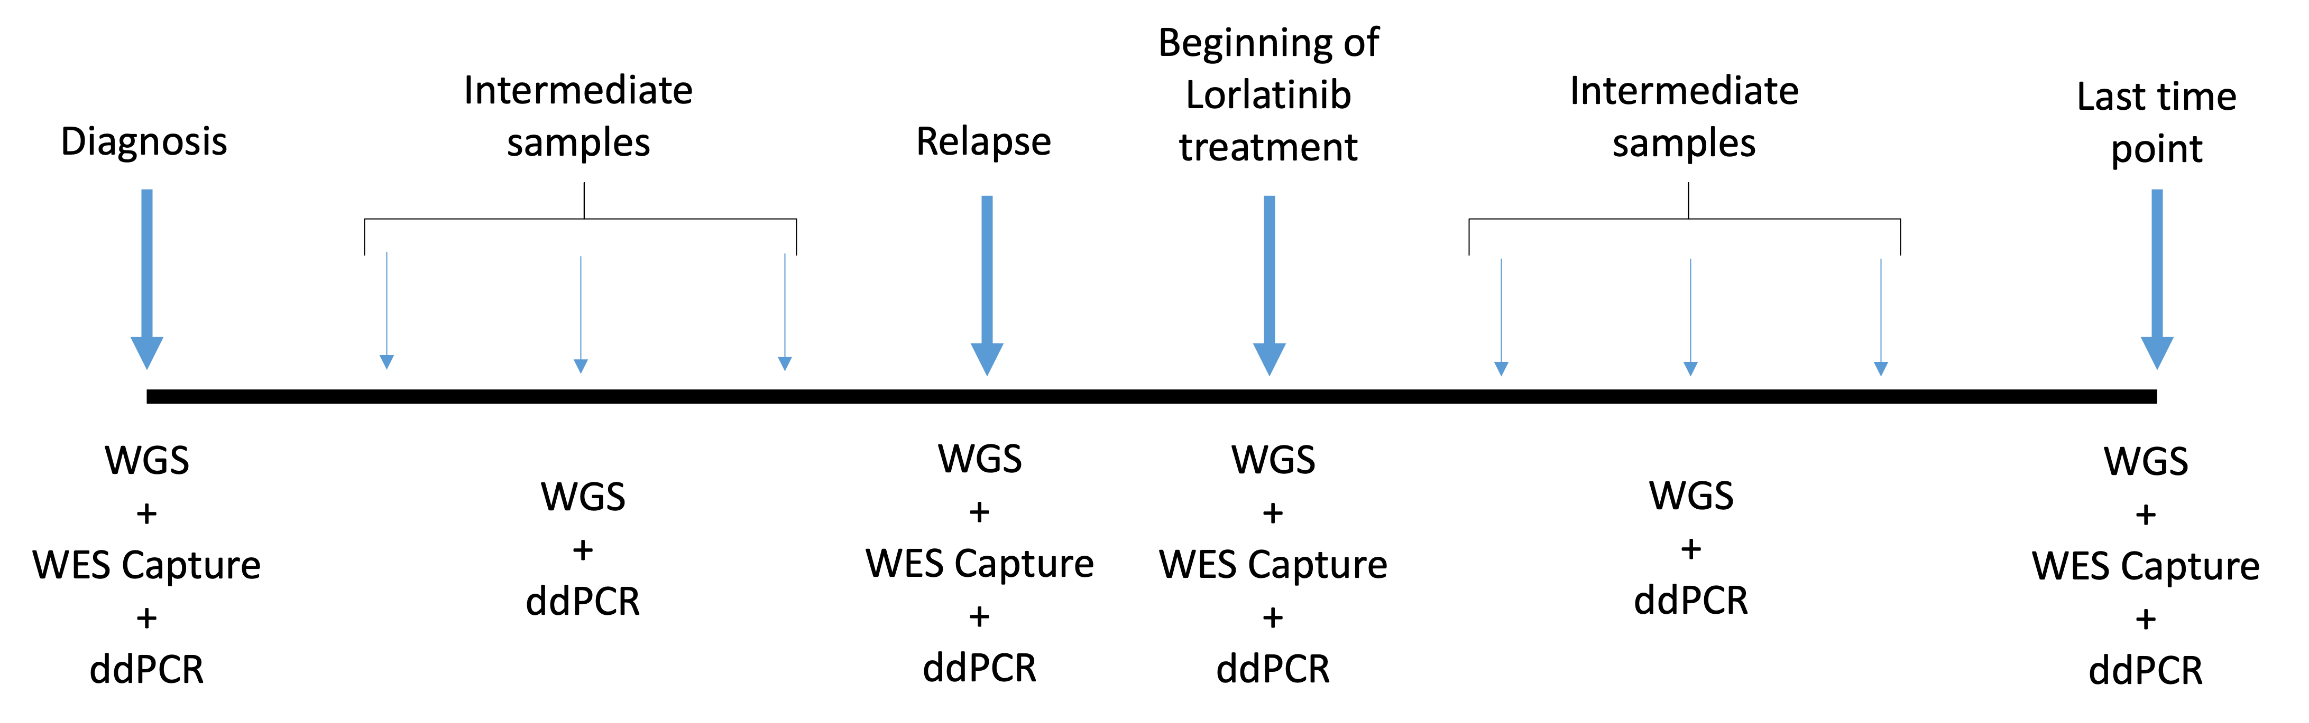 Diagnosis
Intermediate
samples
Relapse
Beginning of
Lorlatinib
treatment
Intermediate
samples
Last time
point
WGS
+
WES Capture
+
ddPCR
WGS
+
ddPCR
WGS
+
WES Capture
+
ddPCR
WGS
+
WES Capture
+
ddPCR
WGS
+
ddPCR
WGS
+
WES Capture
+
ddPCR